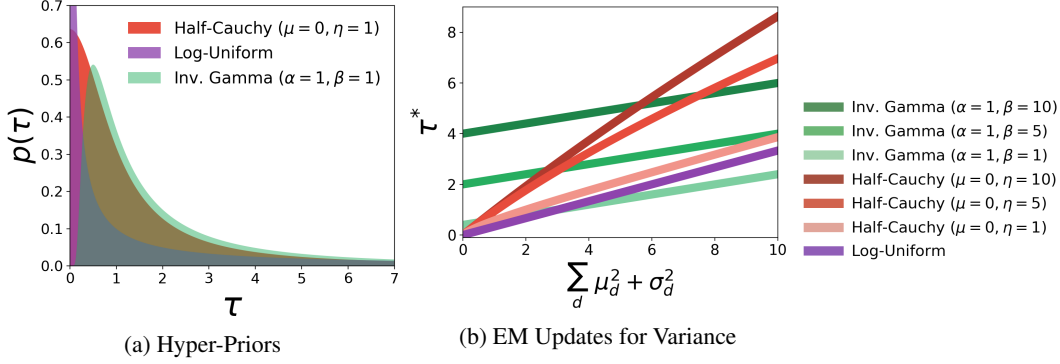 0.7
0.6
0.5
0.4
0.3
0.2
0.1
0.0
p(τ)
0 1 2 3 4 5 6 7
τ
Half-Cauchy (μ = 0, η = 1)
Log-Uniform
Inv. Gamma (α = 1, β = 1)
(a) Hyper-Priors
8
6
4
2
0
τ*
0 2 4 6 8 10
∑_d μ_d^2 + σ_d^2
Inv. Gamma (α = 1, β = 10)
Inv. Gamma (α = 1, β = 5)
Inv. Gamma (α = 1, β = 1)
Half-Cauchy (μ = 0, η = 10)
Half-Cauchy (μ = 0, η = 5)
Half-Cauchy (μ = 0, η = 1)
Log-Uniform
(b) EM Updates for Variance